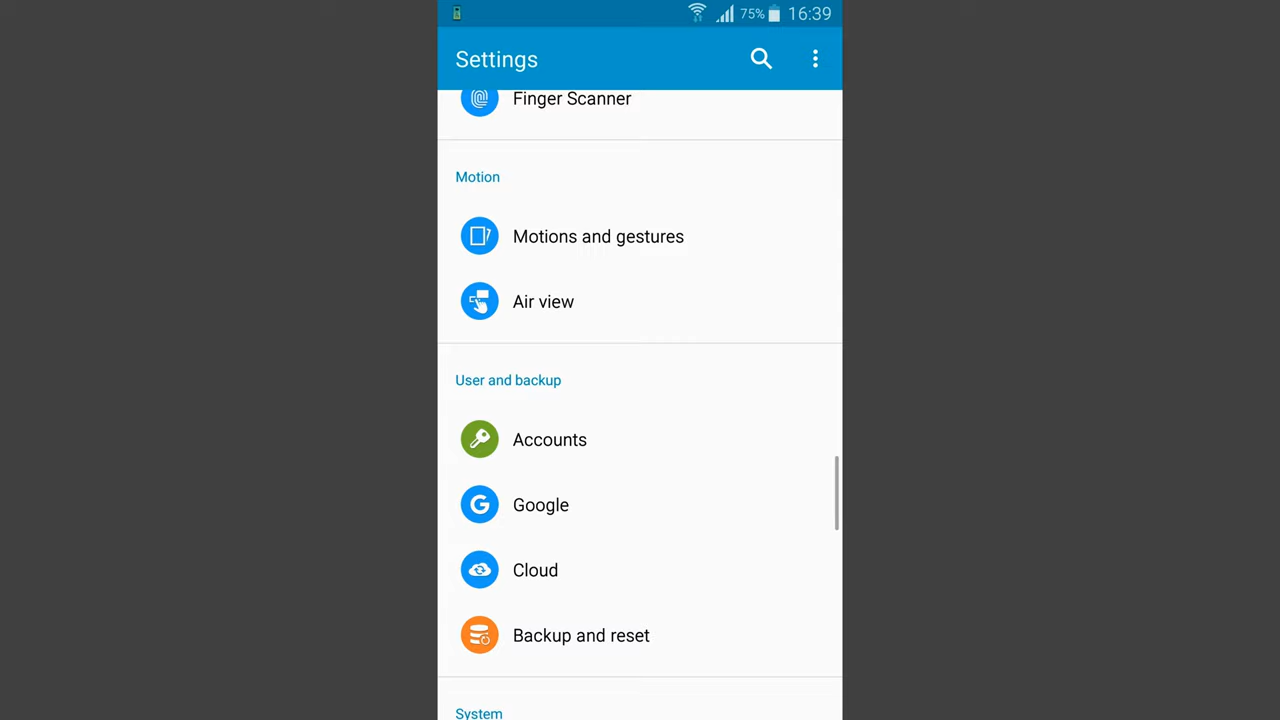 75% 16:39
Settings
Finger Scanner
Motion
Motions and gestures
Air view
User and backup
Accounts
Google
Cloud
Backup and reset
System